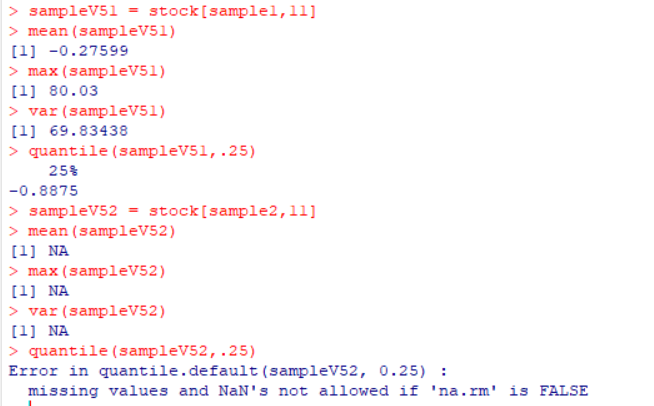 > sampleV51 = stock[sample1,11]
> mean(sampleV51)
[1] -0.27599
> max(sampleV51)
[1] 80.03
> var(sampleV51)
[1] 69.83438
> quantile(sampleV51,.25)
    25%
-0.8875
> sampleV52 = stock[sample2,11]
> mean(sampleV52)
[1] NA
> max(sampleV52)
[1] NA
> var(sampleV52)
[1] NA
> quantile(sampleV52,.25)
Error in quantile.default(sampleV52, 0.25) :
  missing values and NaN's not allowed if 'na.rm' is FALSE